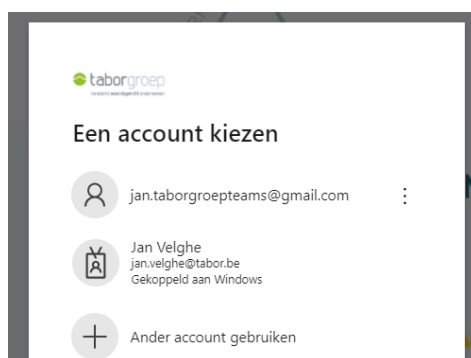 taborgroep
Een account kiezen
jan.taborgroepteams@gmail.com
Jan Velghe
jan.velghe@tabor.be
Gekoppeld aan Windows
Ander account gebruiken